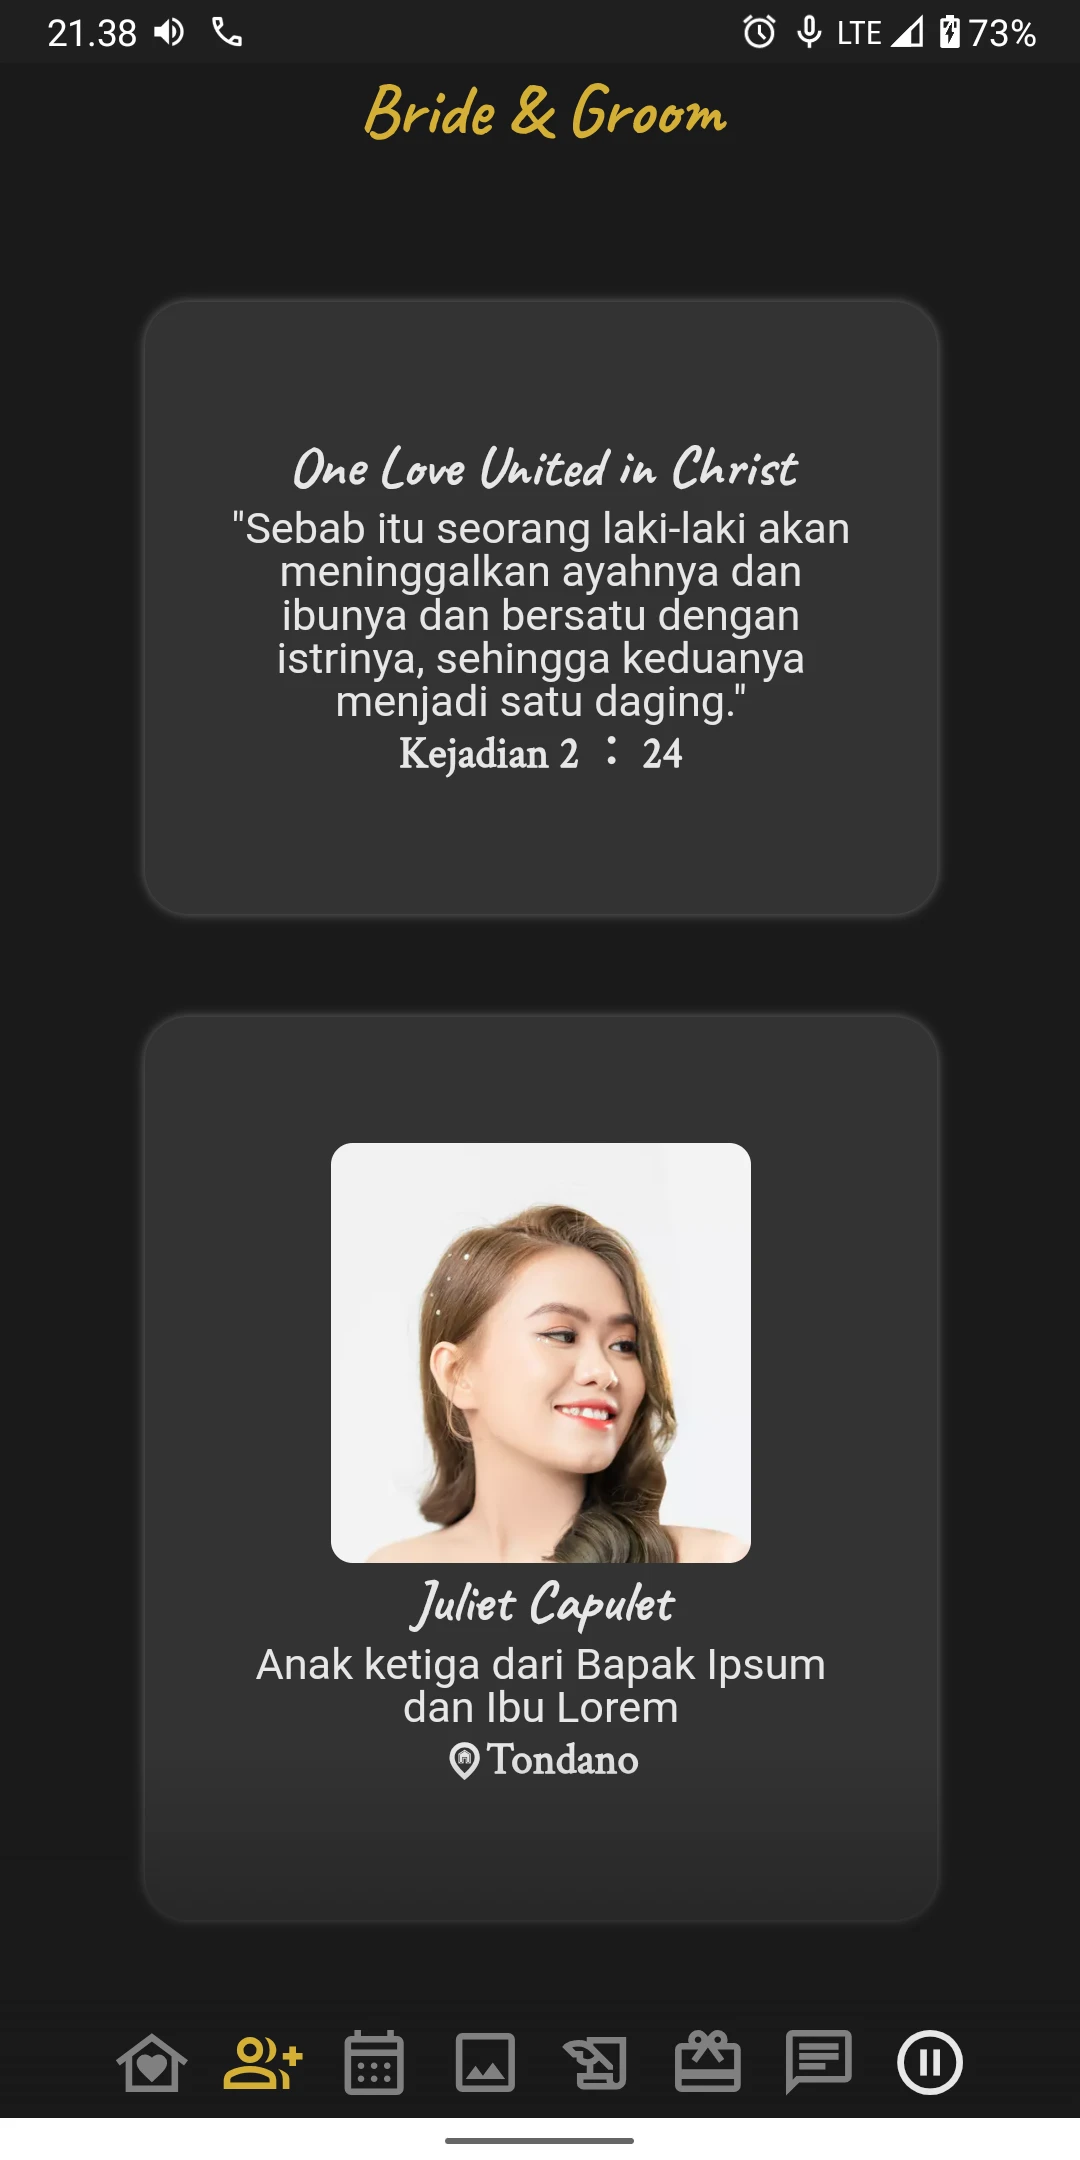 21.38 LTE 73%
Bride & Groom
One Love United in Christ
"Sebab itu seorang laki-laki akan
meninggalkan ayahnya dan
ibunya dan bersatu dengan
istrinya, sehingga keduanya
menjadi satu daging."
Kejadian 2 : 24
Juliet Capulet
Anak ketiga dari Bapak Ipsum
dan Ibu Lorem
Tondano